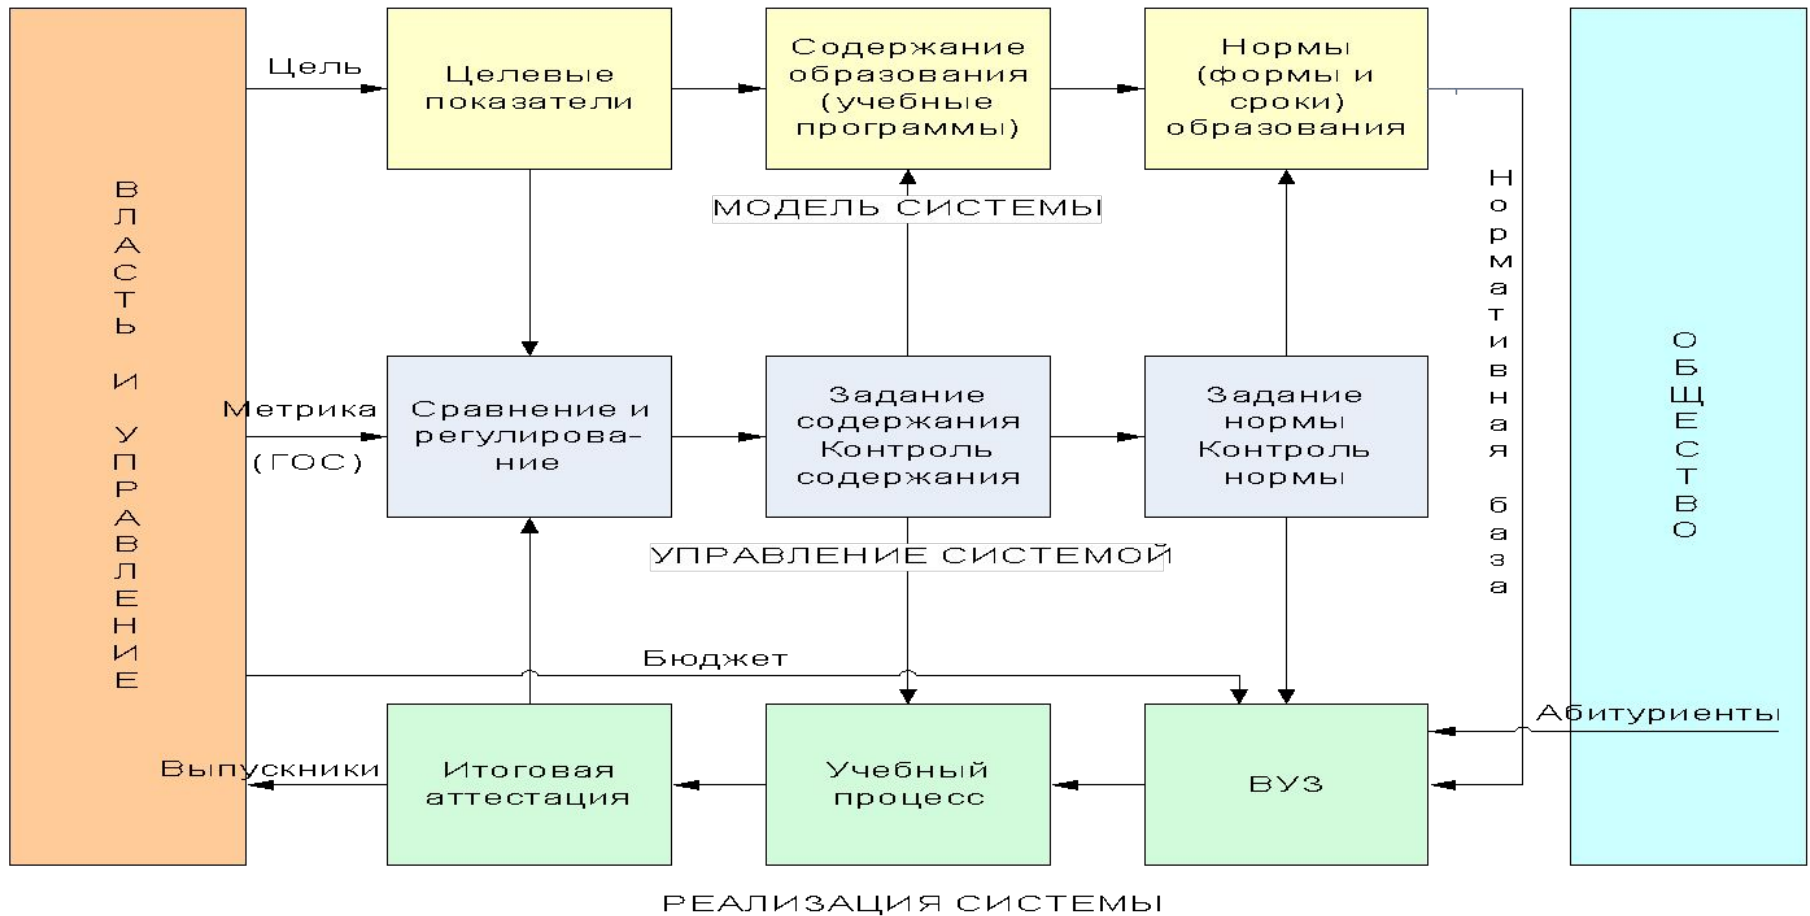 ВЛАСТЬ И УПРАВЛЕНИЕ
Цель
Целевые
показатели
Содержание
образования
(учебные
программы)
Нормы
(формы и
сроки)
образования
МОДЕЛЬ СИСТЕМЫ
Нормативная база
ОБЩЕСТВО
Метрика
(ГОС)
Сравнение и
регулирова-
ние
Задание
содержания
Контроль
содержания
Задание
нормы
Контроль
нормы
УПРАВЛЕНИЕ СИСТЕМОЙ
Бюджет
Абитуриенты
Выпускники
Итоговая
аттестация
Учебный
процесс
ВУЗ
РЕАЛИЗАЦИЯ СИСТЕМЫ